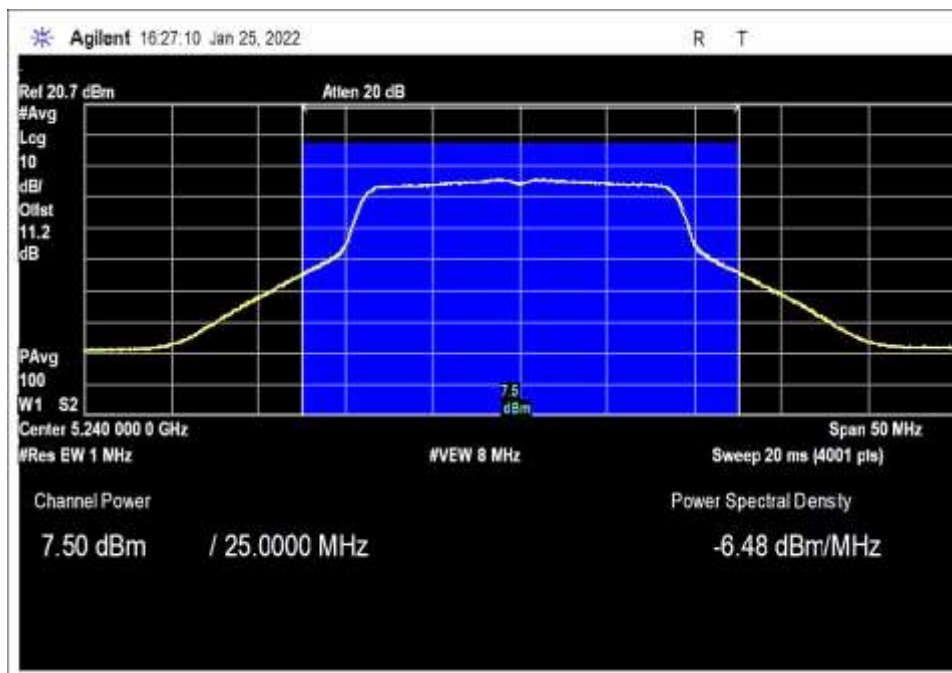 Agilent 16:27:10 Jan 25, 2022
R T
Ref 20.7 dBm
Atten 20 dB
#Avg
Log
10
dB/
Offst
11.2
dB
PAvg
100
W1 S2
7.5
dBm
Center 5.240 000 0 GHz
Span 50 MHz
#Res BW 1 MHz
#VBW 8 MHz
Sweep 20 ms (4001 pts)
Channel Power
Power Spectral Density
7.50 dBm / 25.0000 MHz
-6.48 dBm/MHz